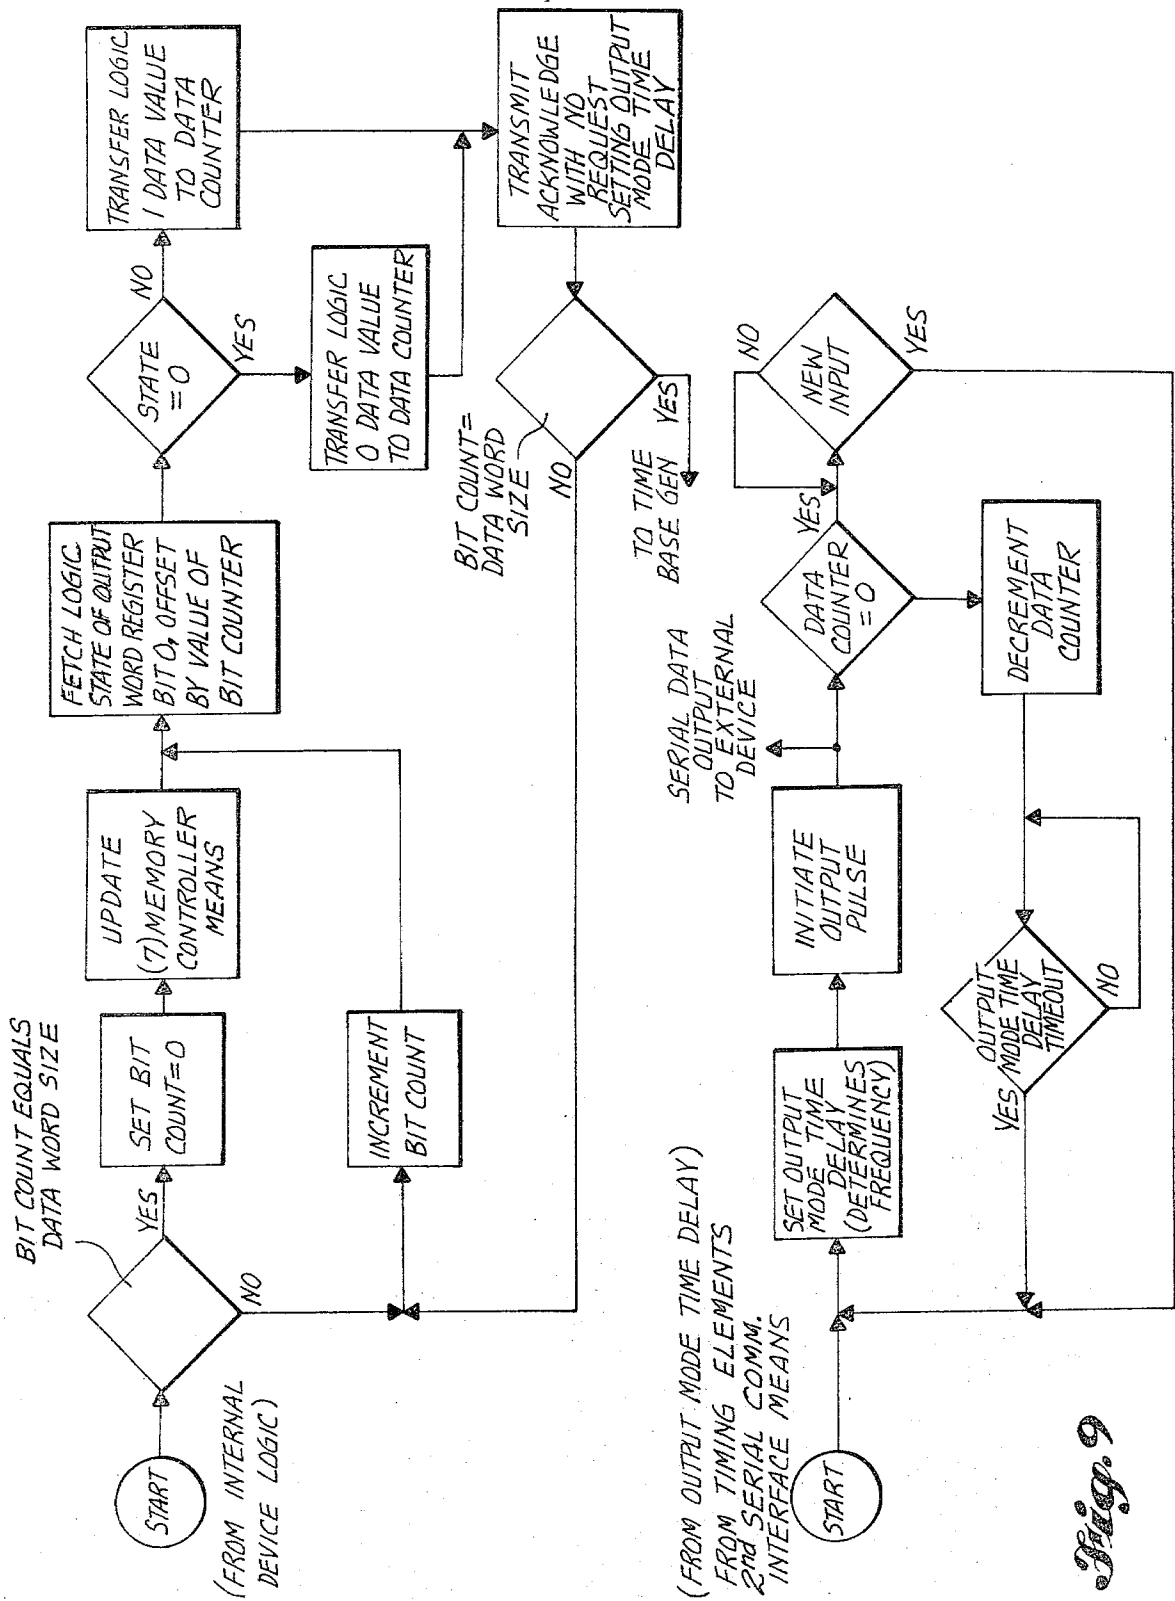 START
(FROM INTERNAL
DEVICE LOGIC)
BIT COUNT EQUALS
DATA WORD SIZE
YES
NO
SET BIT
COUNT=0
INCREMENT
BIT COUNT
UPDATE
(7) MEMORY
CONTROLLER
MEANS
FETCH LOGIC
STATE OF OUTPUT
WORD REGISTER
BIT 0, OFFSET
BY VALUE OF
BIT COUNTER
STATE
=0
NO
YES
TRANSFER LOGIC
1 DATA VALUE
TO DATA
COUNTER
TRANSFER LOGIC
0 DATA VALUE
TO DATA COUNTER
TRANSMIT
ACKNOWLEDGE
WITH NO
REQUEST
SETTING OUTPUT
MODE TIME
DELAY
BIT COUNT=
DATA WORD
SIZE
NO
YES
TO TIME
BASE GEN
(FROM OUTPUT MODE TIME DELAY)
FROM TIMING ELEMENTS
2nd SERIAL COMM.
INTERFACE MEANS
START
SET OUTPUT
MODE TIME
DELAY
(DETERMINES
FREQUENCY)
INITIATE
OUTPUT
PULSE
SERIAL DATA
OUTPUT
TO EXTERNAL
DEVICE
DATA
COUNTER
=0
YES
NEW
INPUT
NO
YES
DECREMENT
DATA
COUNTER
OUTPUT
MODE TIME
DELAY
TIMEOUT
YES
NO
Fig. 9